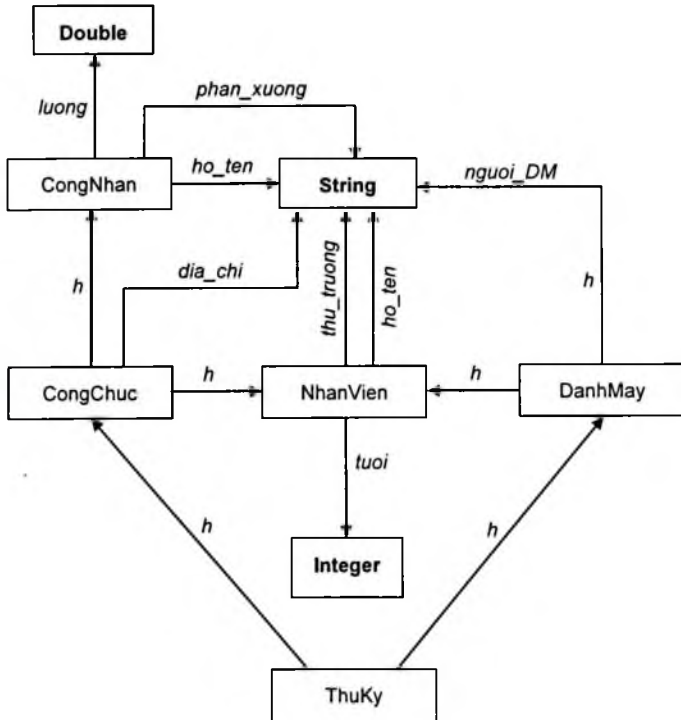 Double
luong
phan_xuong
CongNhan
ho_ten
String
nguoi_DM
h
dia_chi
thu_truong
ho_ten
h
CongChuc
h
NhanVien
h
DanhMay
tuoi
h
h
Integer
ThuKy